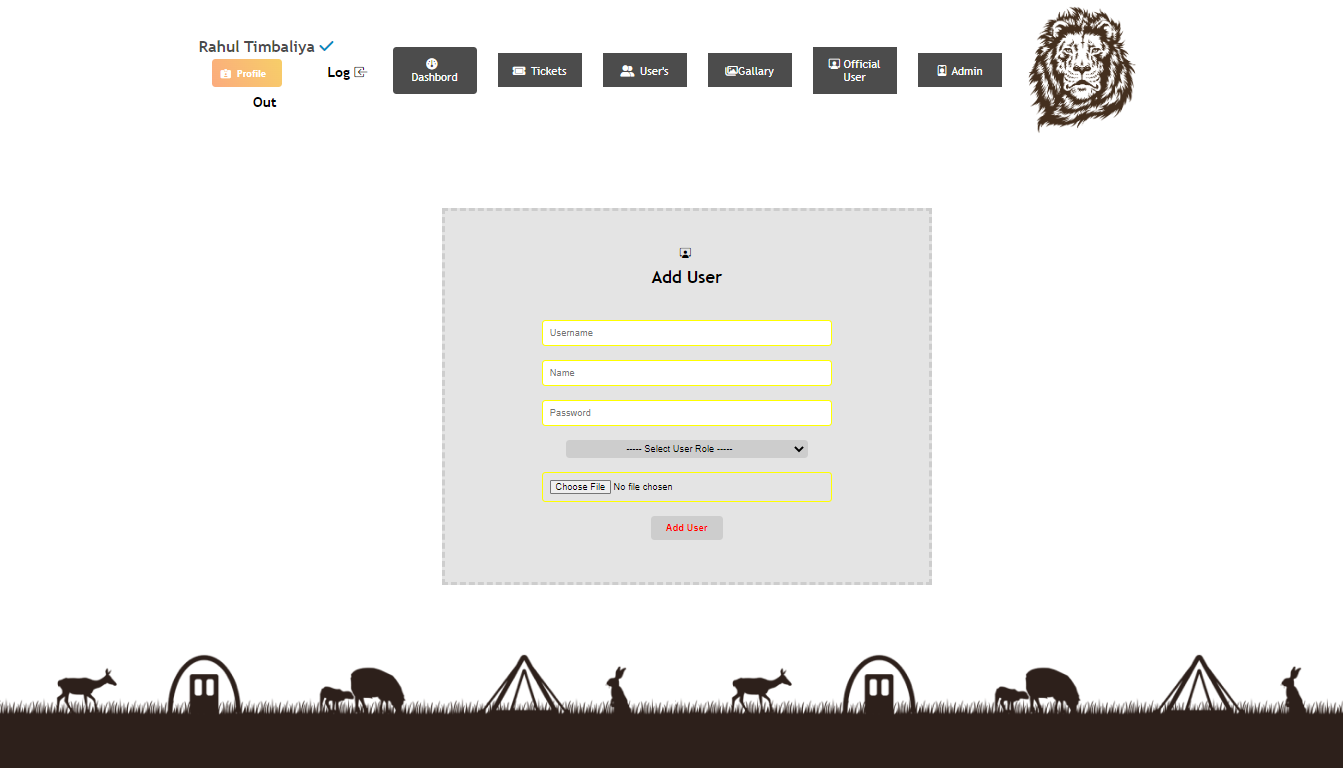 Rahul Timbaliya
Profile
Log
Out
Dashbord
Tickets
User's
Gallary
Official
User
Admin
Add User
Username
Name
Password
----- Select User Role -----
Choose File No file chosen
Add User